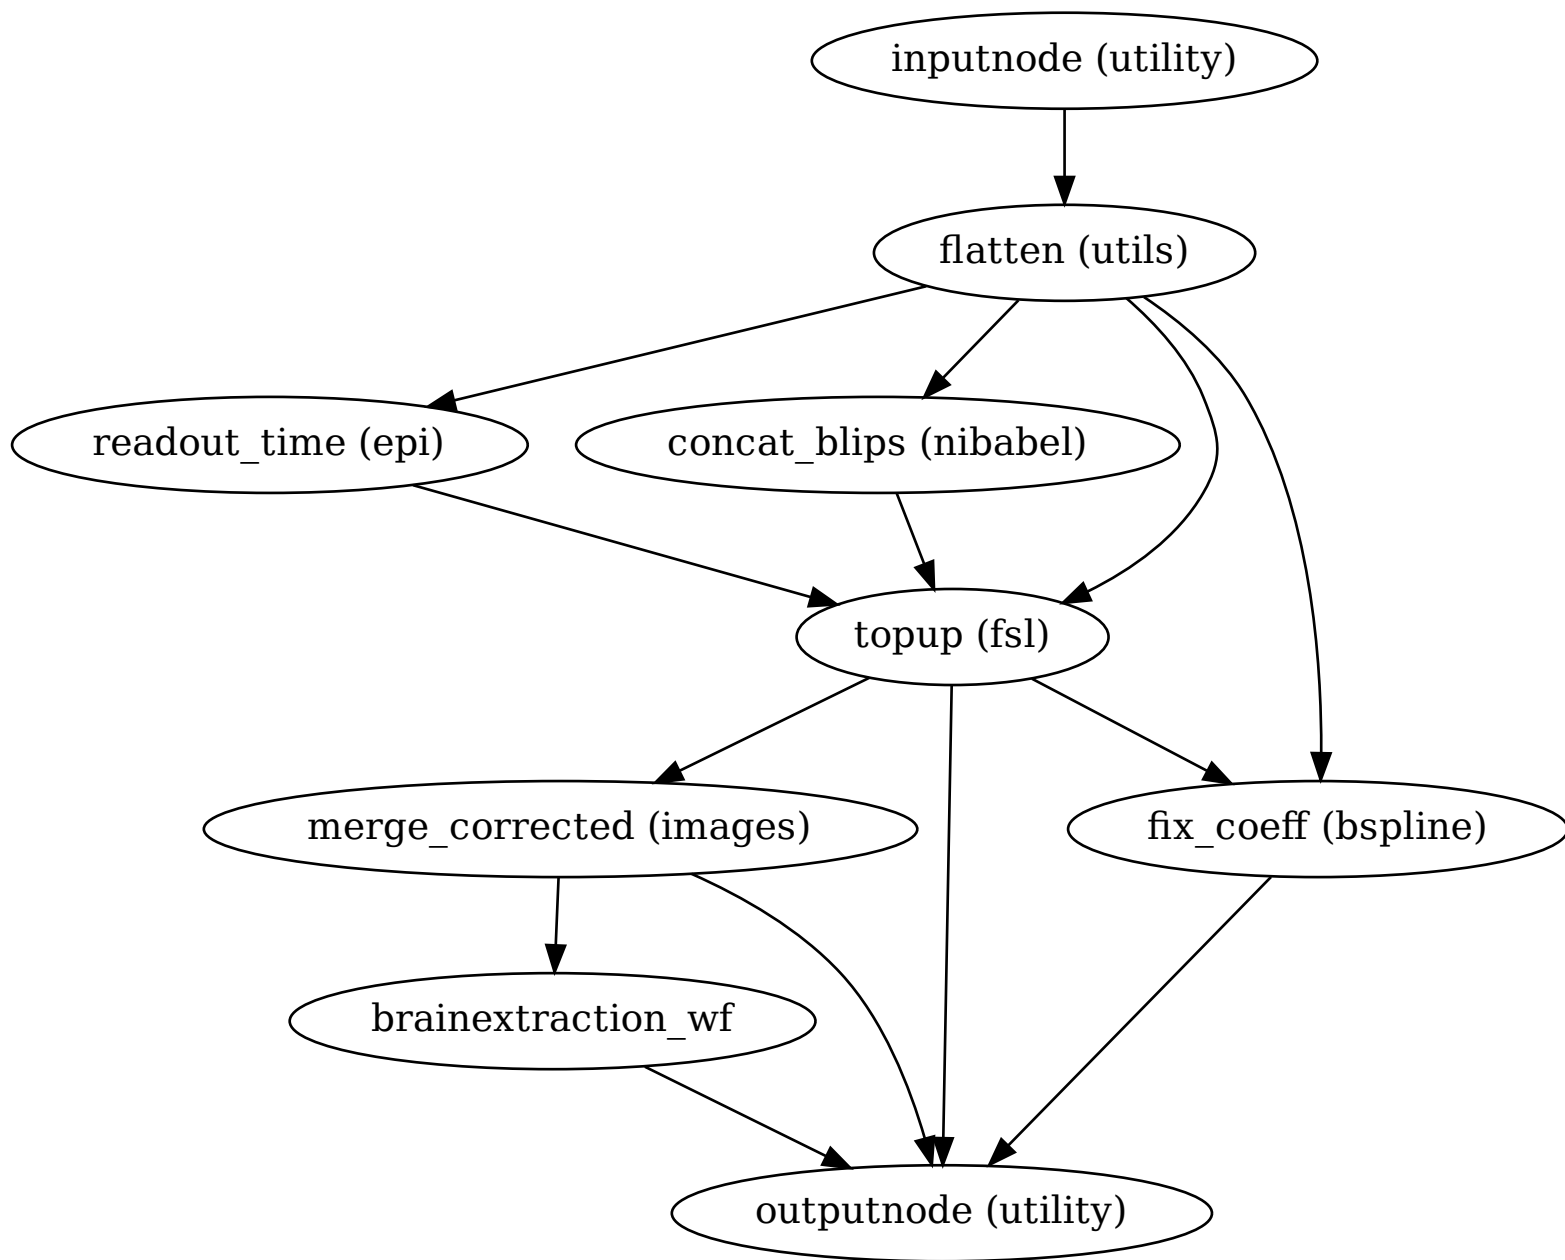 inputnode (utility)
flatten (utils)
readout_time (epi)
concat_blips (nibabel)
topup (fsl)
merge_corrected (images)
fix_coeff (bspline)
brainextraction_wf
outputnode (utility)